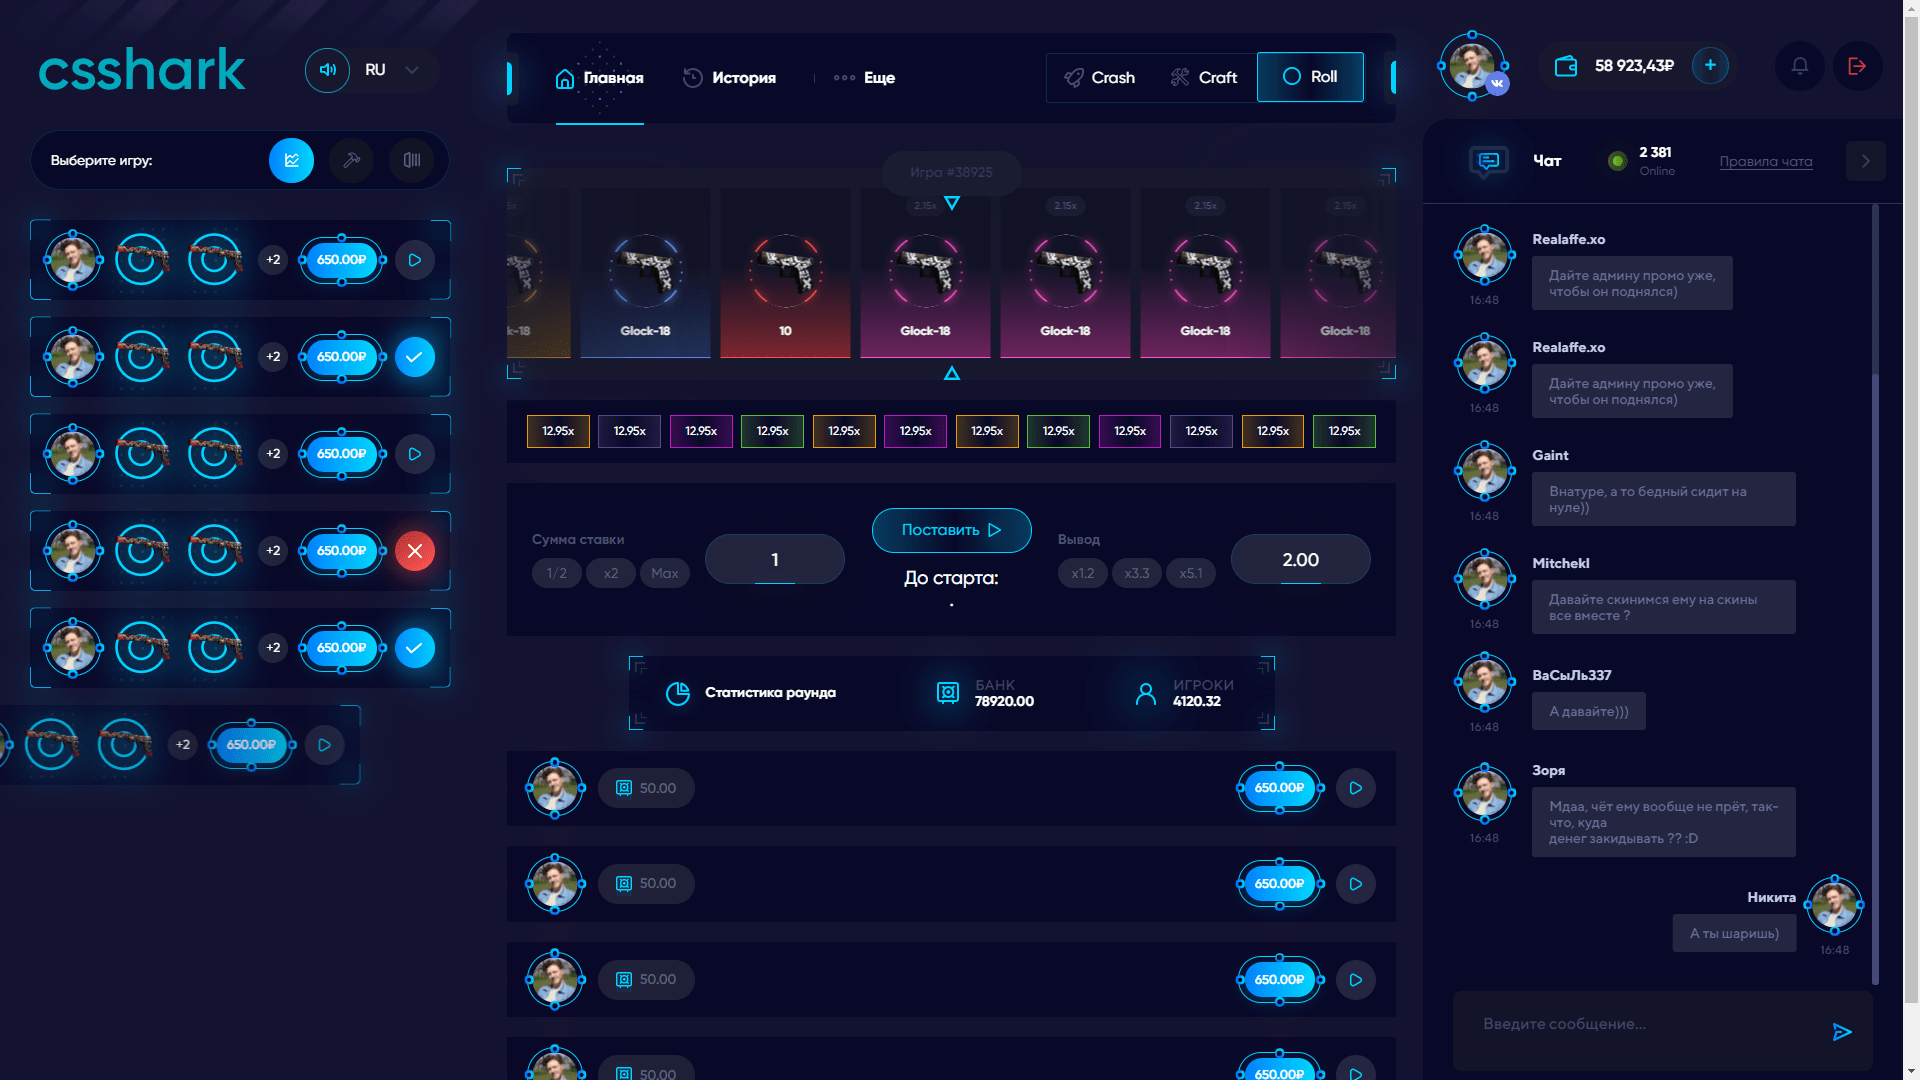 csshark
RU
Выберите игру:
+2
650.00₽
+2
650.00₽
+2
650.00₽
+2
650.00₽
+2
650.00₽
+2
650.00₽
Главная
История
Еще
Crash
Craft
Roll
Игра #38925
2.15x
2.15x
2.15x
2.15x
k-18
Glock-18
10
Glock-18
Glock-18
Glock-18
Glock-18
12.95x
12.95x
12.95x
12.95x
12.95x
12.95x
12.95x
12.95x
12.95x
12.95x
12.95x
12.95x
Сумма ставки
1/2
x2
Max
1
Поставить
До старта:
.
Вывод
x1.2
x3.3
x5.1
2.00
Статистика раунда
БАНК
78920.00
ИГРОКИ
4120.32
50.00
650.00₽
50.00
650.00₽
50.00
650.00₽
50.00
650.00₽
VK
58 923,43₽
+
Чат
2 381
Online
Правила чата
Realaffe.xo
Дайте админу промо уже,
чтобы он поднялся)
16:48
Realaffe.xo
Дайте админу промо уже,
чтобы он поднялся)
16:48
Gaint
Внатуре, а то бедный сидит на
нуле))
16:48
Mitchekl
Давайте скинимся ему на скины
все вместе ?
16:48
ВаСыЛь337
А давайте)))
16:48
Зоря
Мдаа, чёт ему вообще не прёт, так-
что, куда
денег закидывать ?? :D
16:48
Никита
А ты шаришь)
16:48
Введите сообщение...